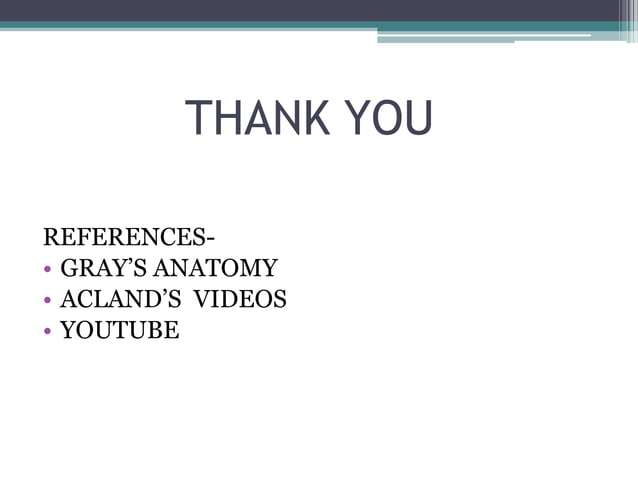 THANK YOU
REFERENCES-
• GRAY’S ANATOMY
• ACLAND’S  VIDEOS
• YOUTUBE